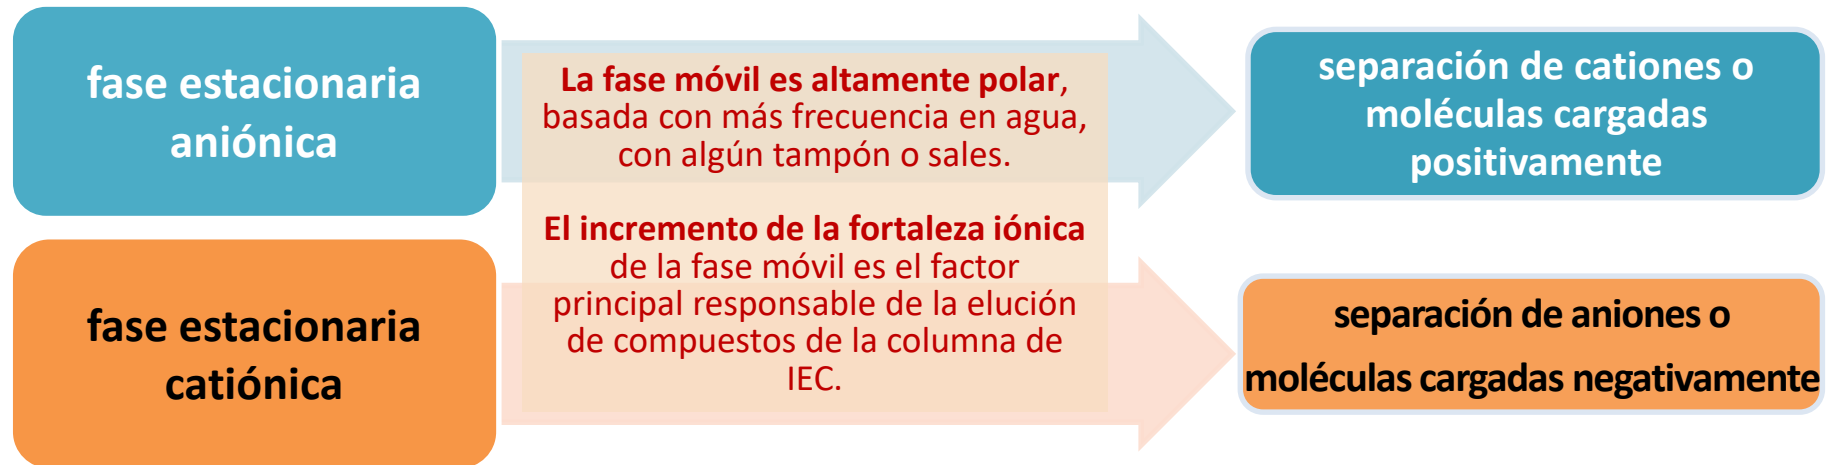 fase estacionaria
aniónica
La fase móvil es altamente polar,
basada con más frecuencia en agua,
con algún tampón o sales.
separación de cationes o
moléculas cargadas
positivamente
fase estacionaria
catiónica
El incremento de la fortaleza iónica
de la fase móvil es el factor
principal responsable de la elución
de compuestos de la columna de
IEC.
separación de aniones o
moléculas cargadas negativamente